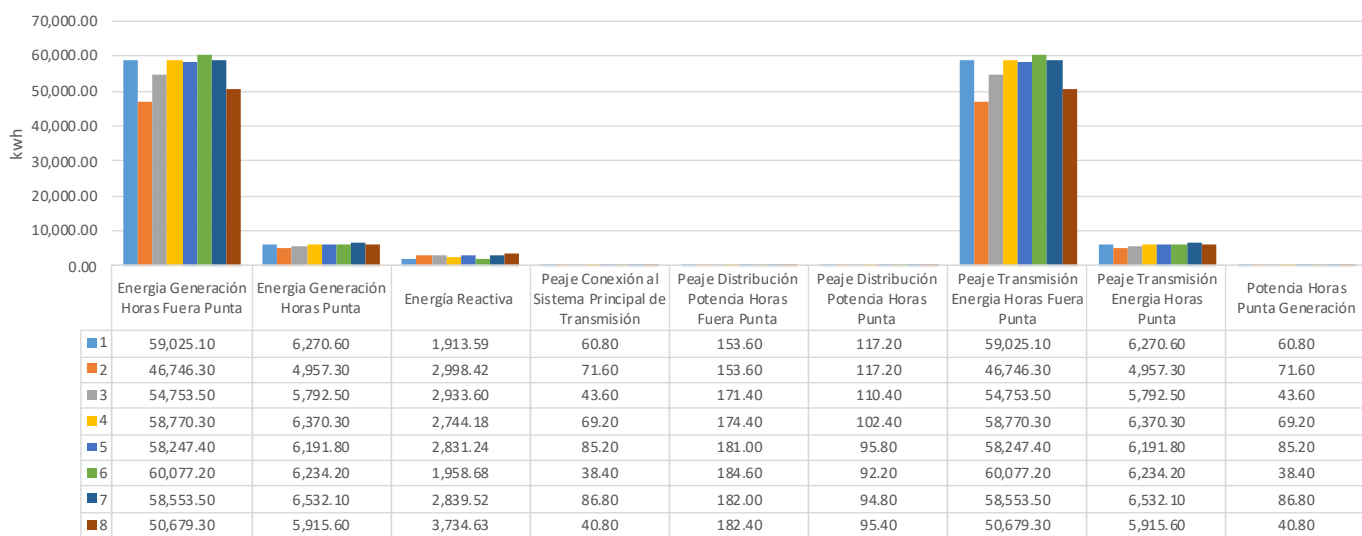 70,000.00
60,000.00
50,000.00
40,000.00
30,000.00
20,000.00
10,000.00
0.00
kwh
Energia Generación
Horas Fuera Punta
Energia Generación
Horas Punta
Energía Reactiva
Peaje Conexión al
Sistema Principal de
Transmisión
Peaje Distribución
Potencia Horas
Fuera Punta
Peaje Distribución
Potencia Horas
Punta
Peaje Transmisión
Energia Horas Fuera
Punta
Peaje Transmisión
Energia Horas
Punta
Potencia Horas
Punta Generación
1 59,025.10 6,270.60 1,913.59 60.80 153.60 117.20 59,025.10 6,270.60 60.80
2 46,746.30 4,957.30 2,998.42 71.60 153.60 117.20 46,746.30 4,957.30 71.60
3 54,753.50 5,792.50 2,933.60 43.60 171.40 110.40 54,753.50 5,792.50 43.60
4 58,770.30 6,370.30 2,744.18 69.20 174.40 102.40 58,770.30 6,370.30 69.20
5 58,247.40 6,191.80 2,831.24 85.20 181.00 95.80 58,247.40 6,191.80 85.20
6 60,077.20 6,234.20 1,958.68 38.40 184.60 92.20 60,077.20 6,234.20 38.40
7 58,553.50 6,532.10 2,839.52 86.80 182.00 94.80 58,553.50 6,532.10 86.80
8 50,679.30 5,915.60 3,734.63 40.80 182.40 95.40 50,679.30 5,915.60 40.80